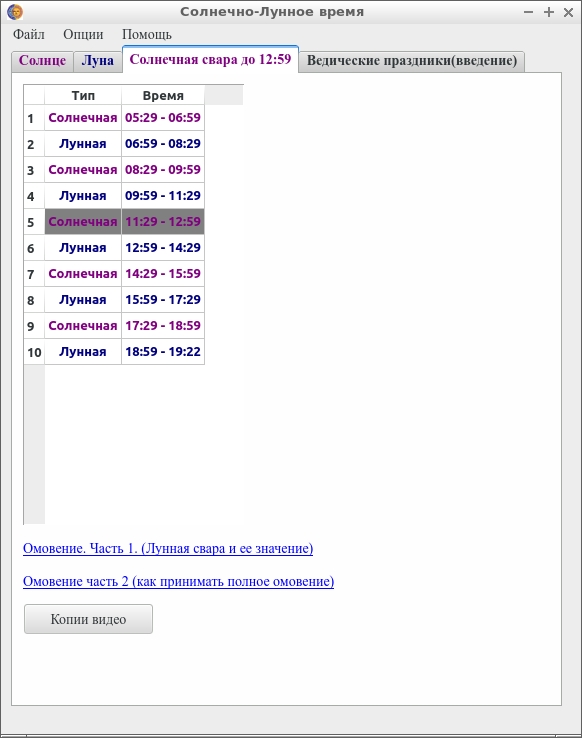 Солнечно-Лунное время
Файл Опции Помощь
Солнце Луна Солнечная свара до 12:59 Ведические праздники(введение)
Тип Время
1 Солнечная 05:29 - 06:59
2 Лунная 06:59 - 08:29
3 Солнечная 08:29 - 09:59
4 Лунная 09:59 - 11:29
5 Солнечная 11:29 - 12:59
6 Лунная 12:59 - 14:29
7 Солнечная 14:29 - 15:59
8 Лунная 15:59 - 17:29
9 Солнечная 17:29 - 18:59
10 Лунная 18:59 - 19:22
Омовение. Часть 1. (Лунная свара и ее значение)
Омовение часть 2 (как принимать полное омовение)
Копии видео